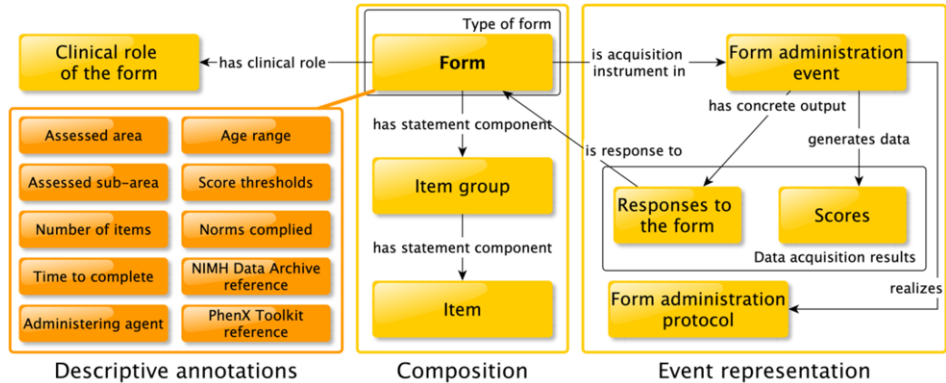 Type of form
Clinical role
of the form
has clinical role
Form
is acquisition
instrument in
Form administration
event
has concrete output
Assessed area
Age range
has statement component
generates data
is response to
Assessed sub-area
Score thresholds
Item group
Responses to
the form
Scores
Number of items
Norms complied
has statement component
Data acquisition results
Time to complete
NIMH Data Archive
reference
realizes
Administering agent
PhenX Toolkit
reference
Item
Form administration
protocol
Descriptive annotations
Composition
Event representation